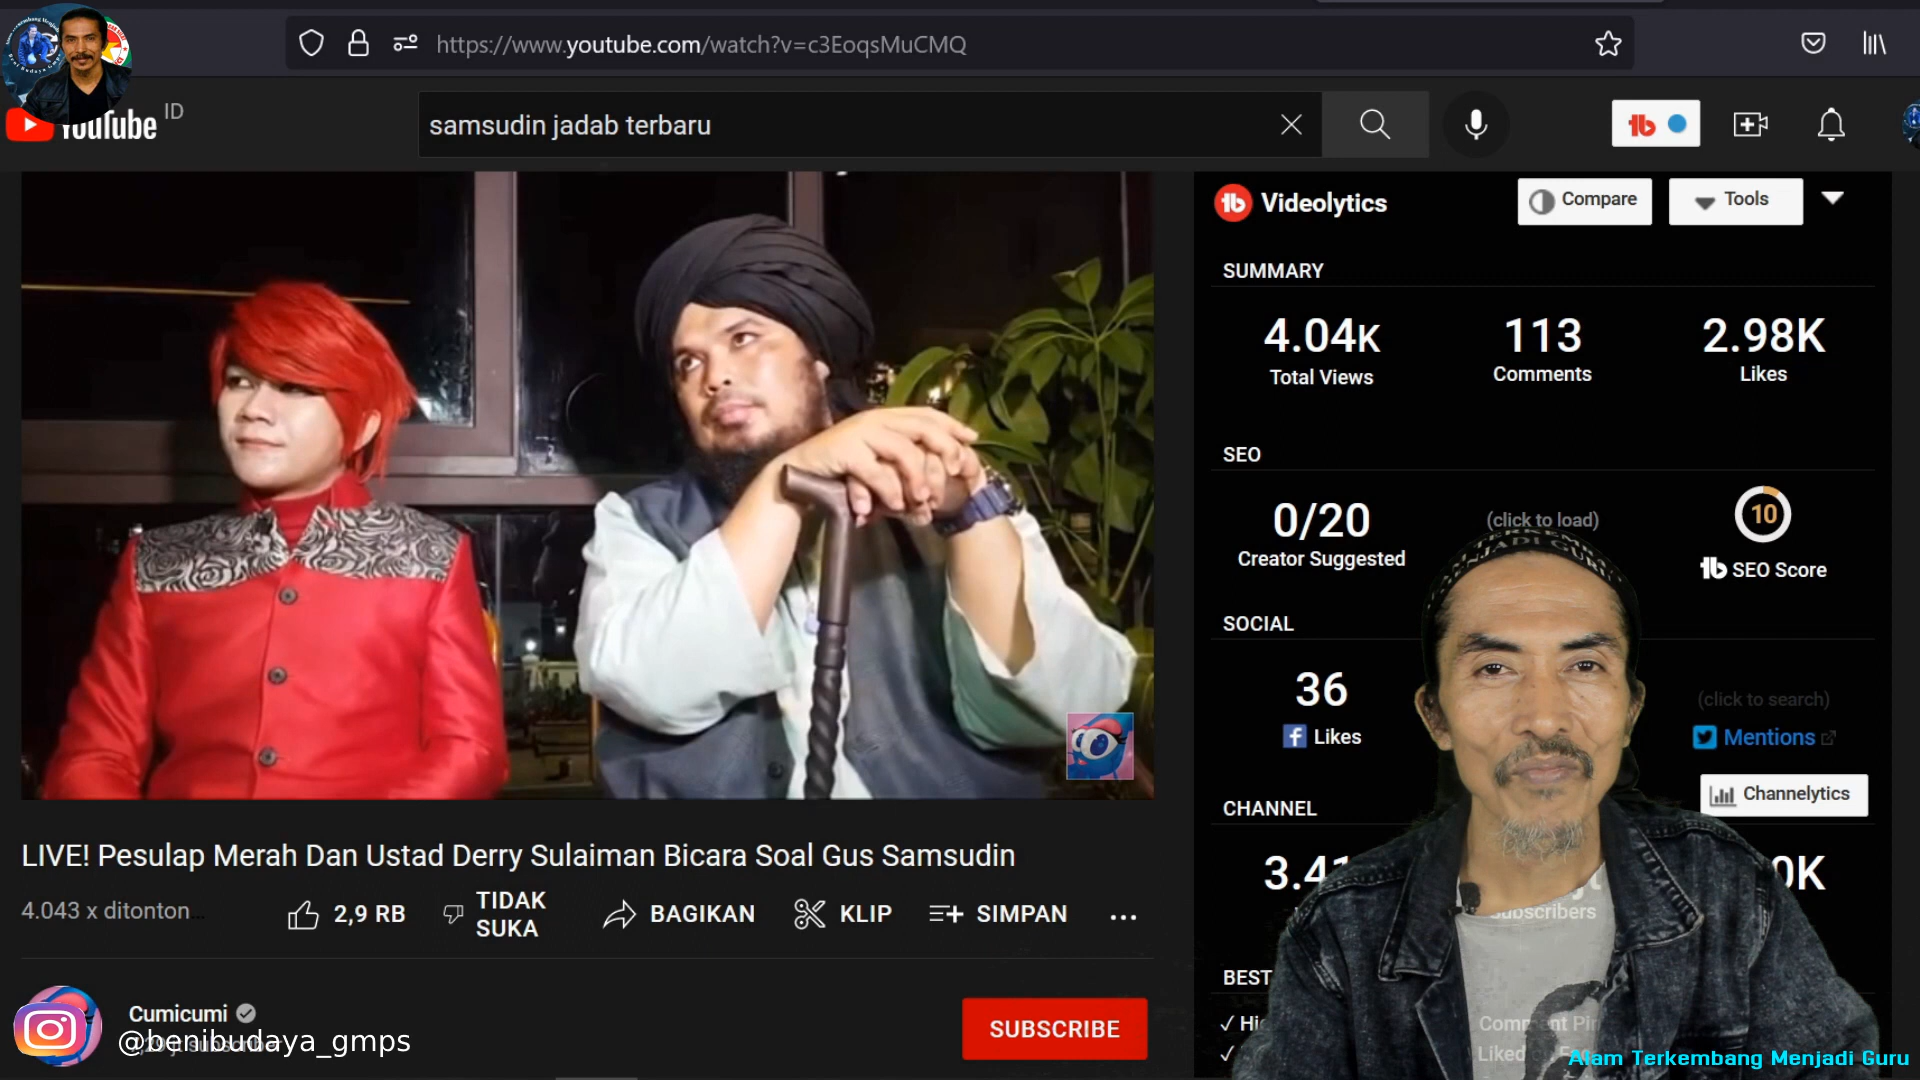 https://www.youtube.com/watch?v=c3EoqsMuCMQ
YouTube ID
samsudin jadab terbaru
Videolytics
Compare
Tools
SUMMARY
4.04K
Total Views
113
Comments
2.98K
Likes
SEO
0/20
Creator Suggested
(click to load)
10
SEO Score
SOCIAL
36
Likes
(click to search)
Mentions
Channelytics
CHANNEL
Subscribers
BEST
LIVE! Pesulap Merah Dan Ustad Derry Sulaiman Bicara Soal Gus Samsudin
4.043 x ditonton...
2,9 RB
TIDAK
SUKA
BAGIKAN
KLIP
SIMPAN
Cumicumi
@benibudaya_gmps
SUBSCRIBE
Alam Terkembang Menjadi Guru